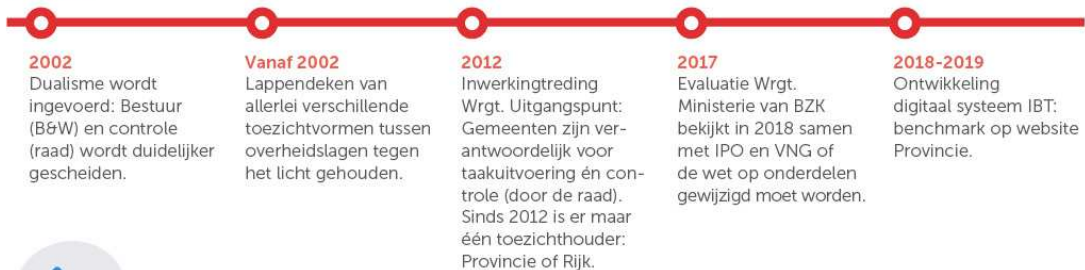 2002
Dualisme wordt
ingevoerd: Bestuur
(B&W) en controle
(raad) wordt duidelijker
gescheiden.
Vanaf 2002
Lappendeken van
allerlei verschillende
toezichtvormen tussen
overheidslagen tegen
het licht gehouden.
2012
Inwerkingtreding
Wrgt. Uitgangspunt:
Gemeenten zijn ver-
antwoordelijk voor
taakuitvoering én con-
trole (door de raad).
Sinds 2012 is er maar
één toezichthouder:
Provincie of Rijk.
2017
Evaluatie Wrgt.
Ministerie van BZK
bekijkt in 2018 samen
met IPO en VNG of
de wet op onderdelen
gewijzigd moet worden.
2018-2019
Ontwikkeling
digitaal systeem IBT:
benchmark op website
Provincie.